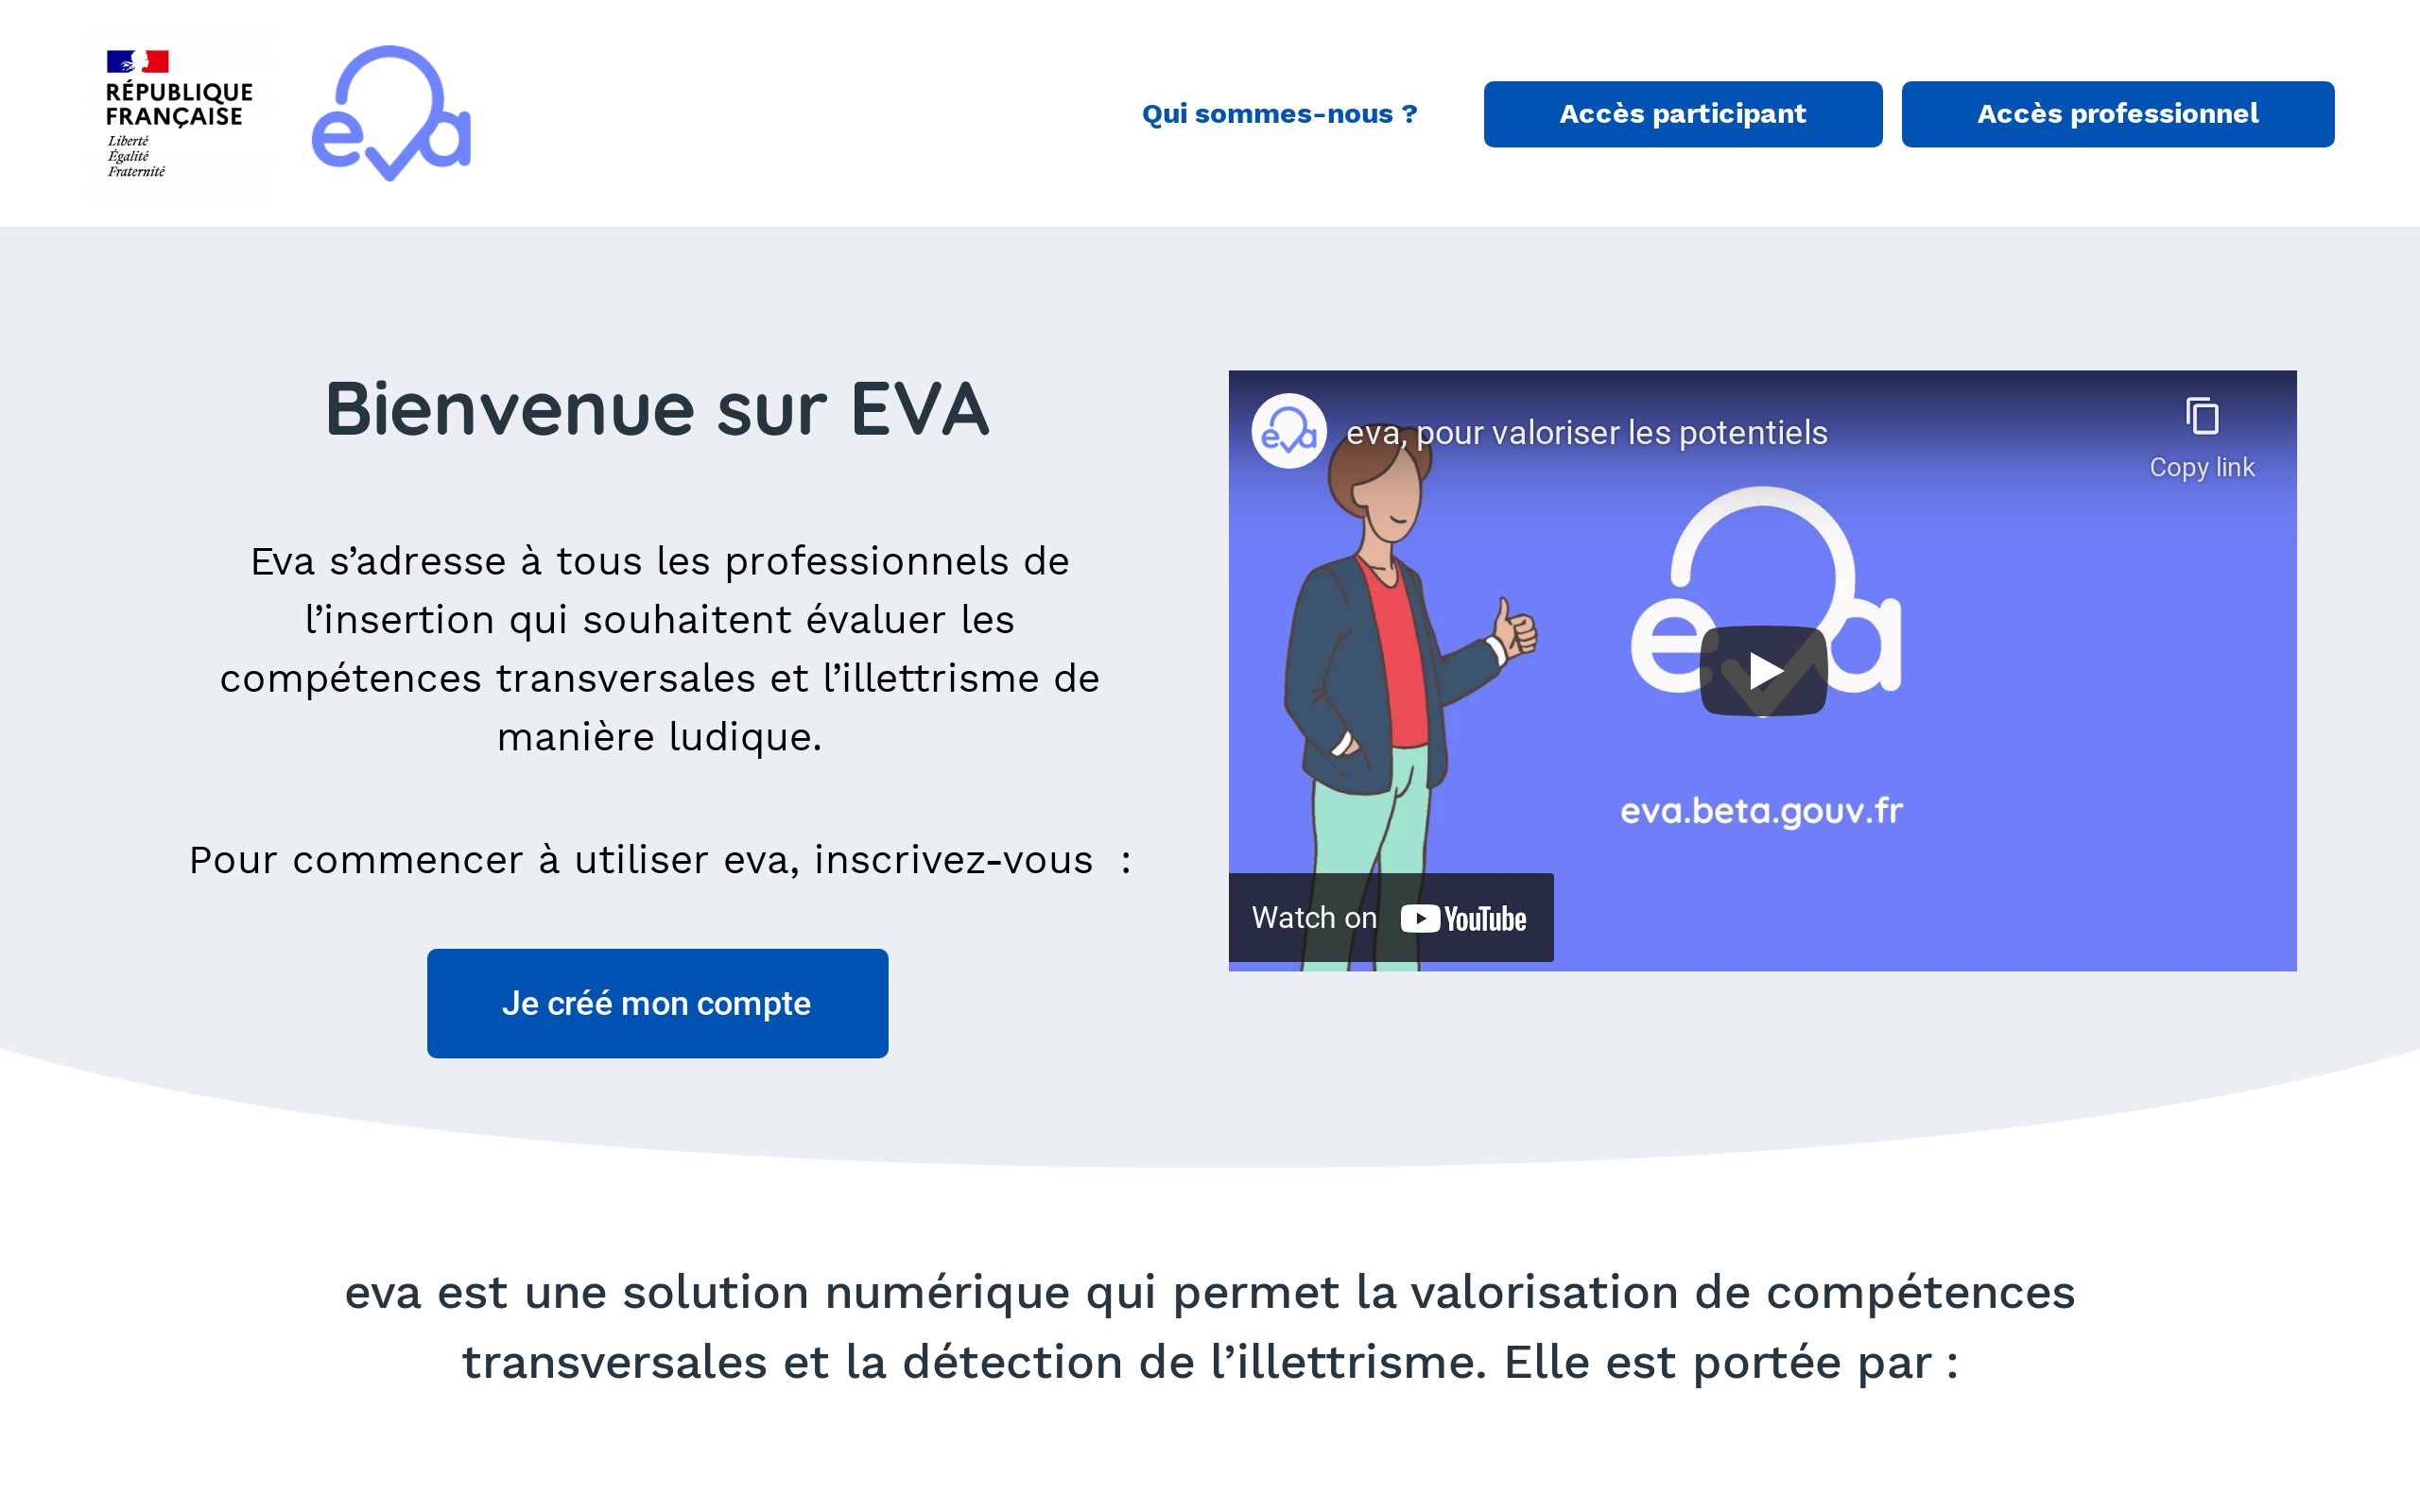 RÉPUBLIQUE
FRANÇAISE
Liberté
Égalité
Fraternité
eva
Qui sommes-nous ?
Accès participant
Accès professionnel
Bienvenue sur EVA
Eva s’adresse à tous les professionnels de
l’insertion qui souhaitent évaluer les
compétences transversales et l’illettrisme de
manière ludique.
Pour commencer à utiliser eva, inscrivez-vous  :
Je créé mon compte
eva
eva, pour valoriser les potentiels
Copy link
eva
eva.beta.gouv.fr
Watch on YouTube
eva est une solution numérique qui permet la valorisation de compétences
transversales et la détection de l’illettrisme. Elle est portée par :